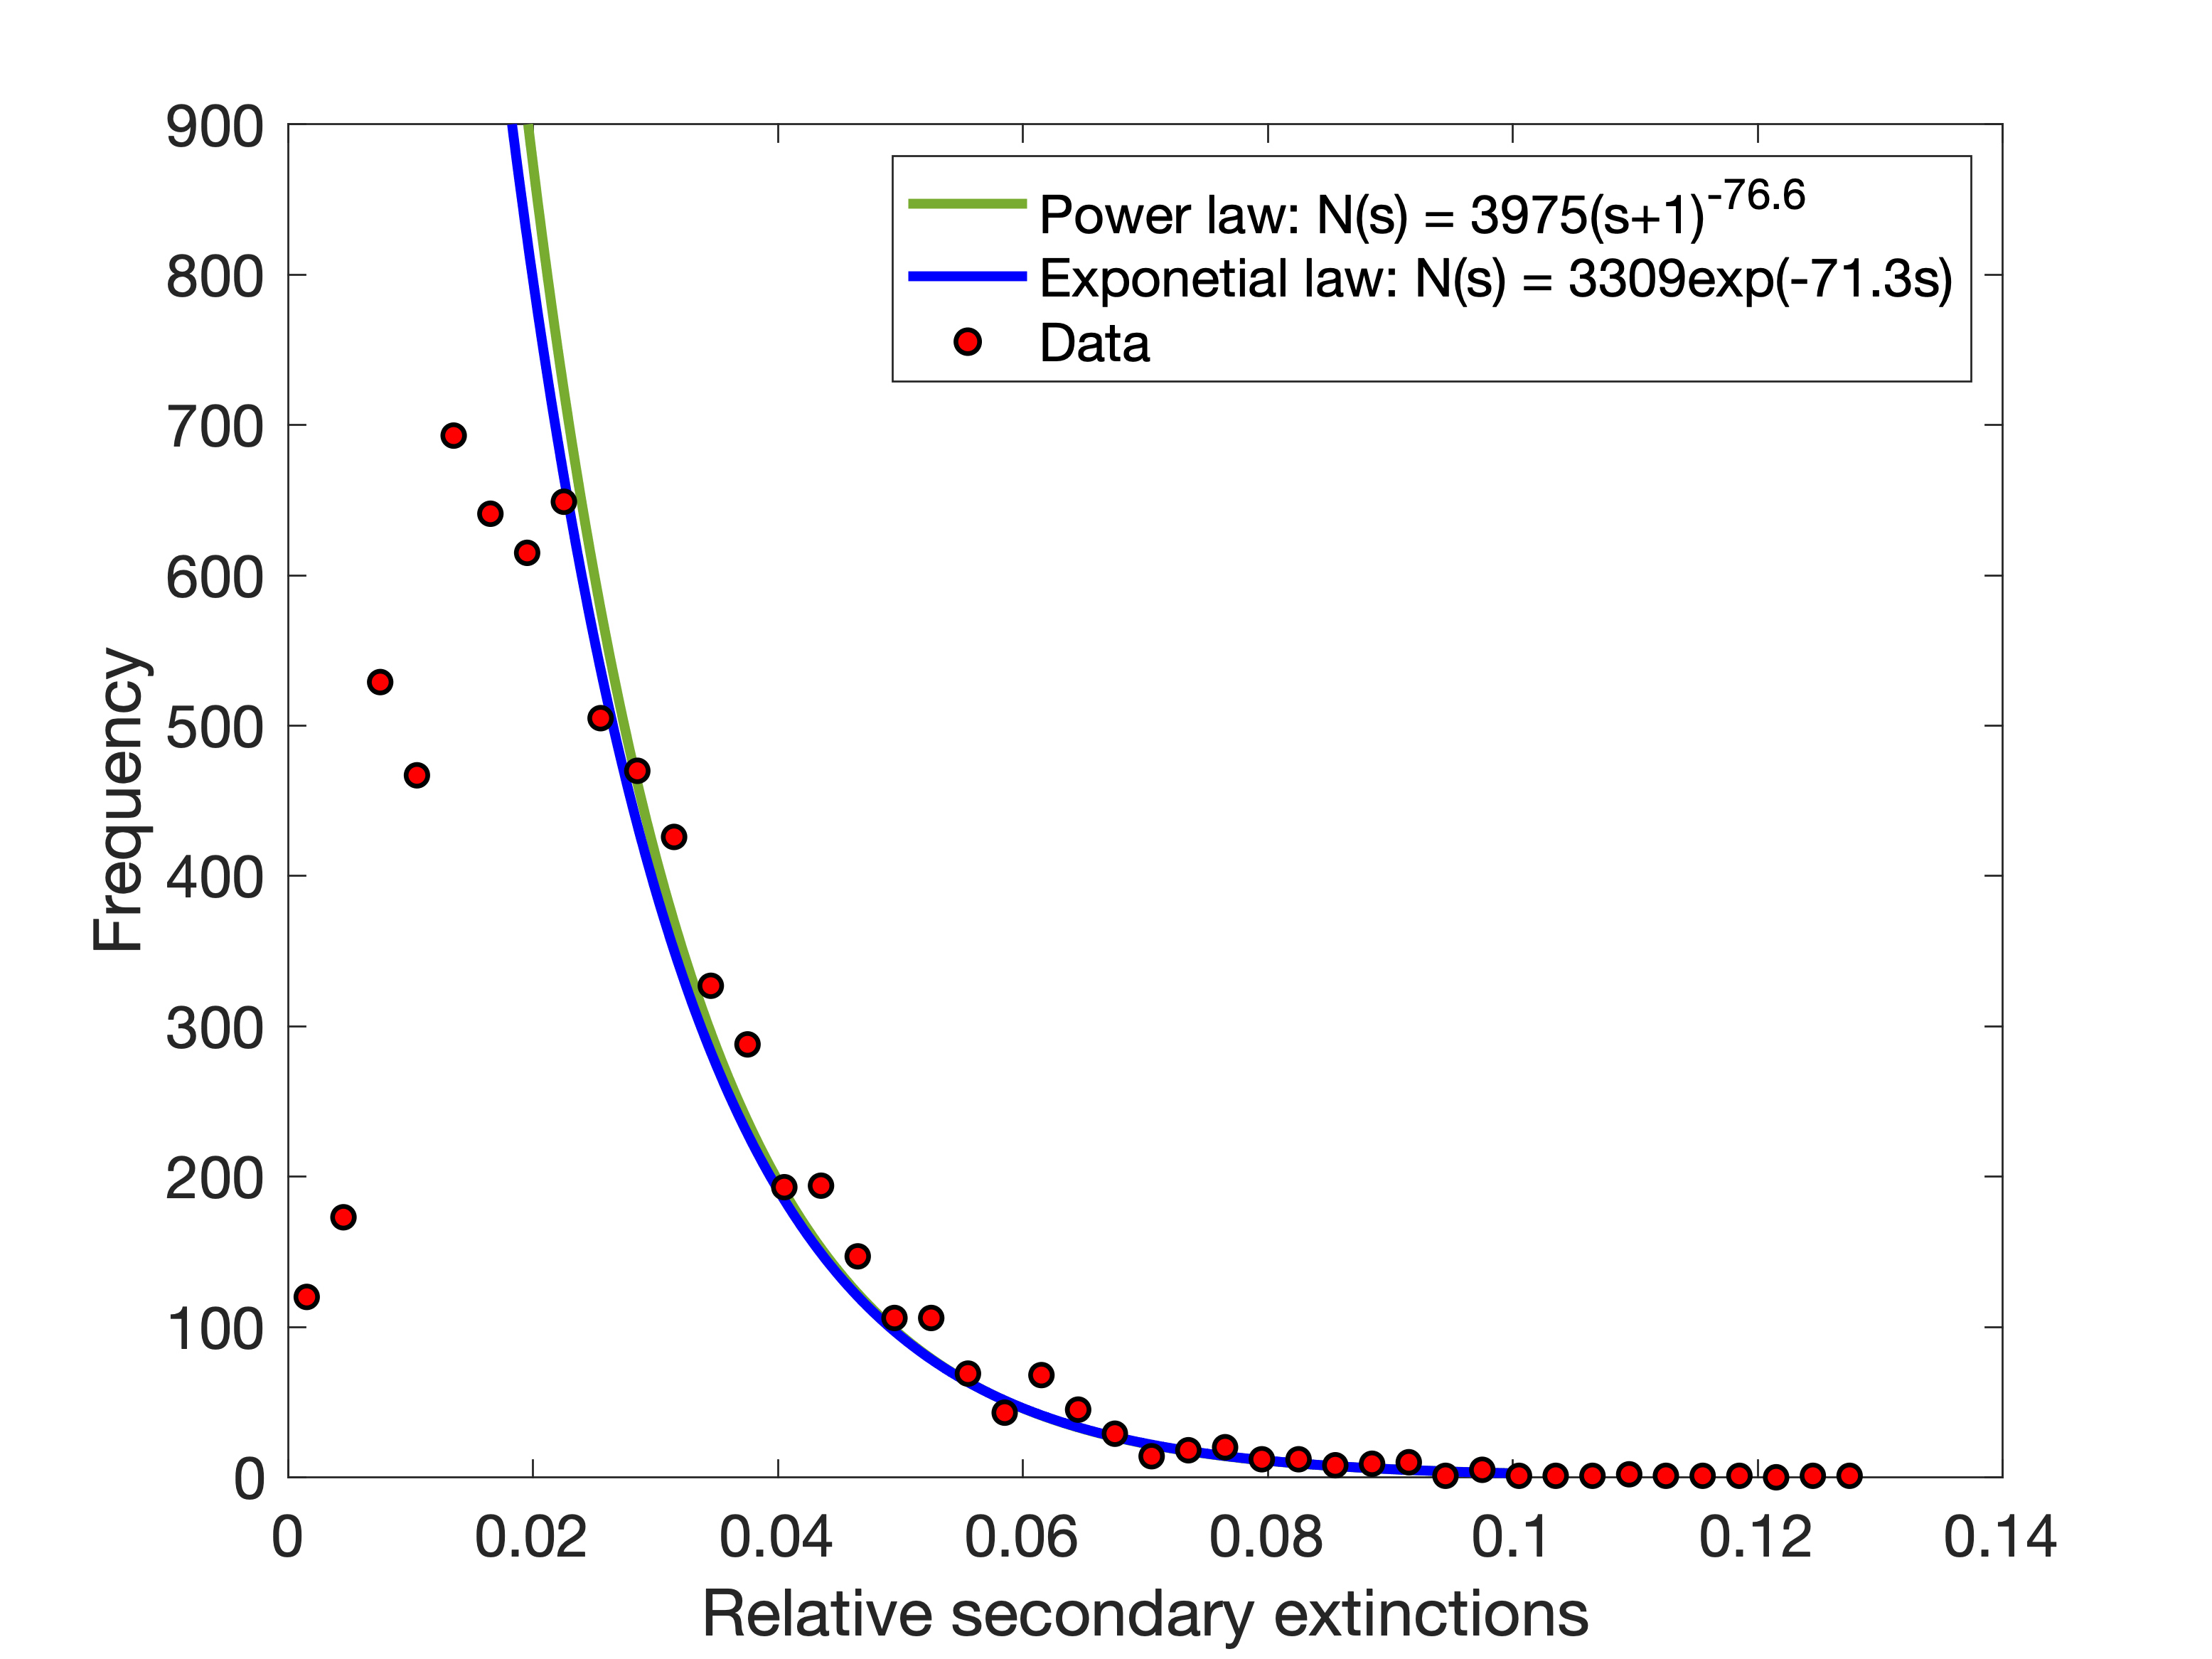 900
800
700
600
500
400
300
200
100
0
Frequency
Power law: N(s) = 3975(s+1)^-76.6
Exponetial law: N(s) = 3309exp(-71.3s)
Data
0 0.02 0.04 0.06 0.08 0.1 0.12 0.14
Relative secondary extinctions